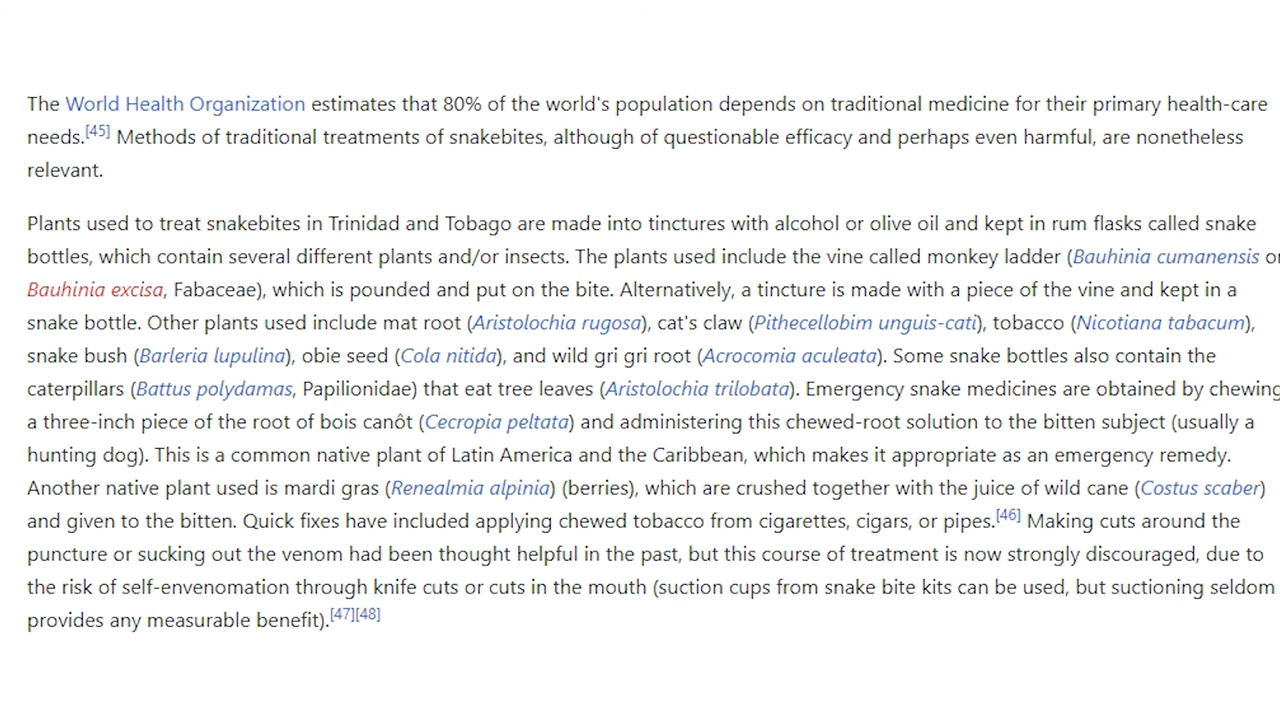 The World Health Organization estimates that 80% of the world's population depends on traditional medicine for their primary health-care
needs.[45] Methods of traditional treatments of snakebites, although of questionable efficacy and perhaps even harmful, are nonetheless
relevant.
Plants used to treat snakebites in Trinidad and Tobago are made into tinctures with alcohol or olive oil and kept in rum flasks called snake
bottles, which contain several different plants and/or insects. The plants used include the vine called monkey ladder (Bauhinia cumanensis or
Bauhinia excisa, Fabaceae), which is pounded and put on the bite. Alternatively, a tincture is made with a piece of the vine and kept in a
snake bottle. Other plants used include mat root (Aristolochia rugosa), cat's claw (Pithecellobim unguis-cati), tobacco (Nicotiana tabacum),
snake bush (Barleria lupulina), obie seed (Cola nitida), and wild gri gri root (Acrocomia aculeata). Some snake bottles also contain the
caterpillars (Battus polydamas, Papilionidae) that eat tree leaves (Aristolochia trilobata). Emergency snake medicines are obtained by chewing
a three-inch piece of the root of bois canôt (Cecropia peltata) and administering this chewed-root solution to the bitten subject (usually a
hunting dog). This is a common native plant of Latin America and the Caribbean, which makes it appropriate as an emergency remedy.
Another native plant used is mardi gras (Renealmia alpinia) (berries), which are crushed together with the juice of wild cane (Costus scaber)
and given to the bitten. Quick fixes have included applying chewed tobacco from cigarettes, cigars, or pipes.[46] Making cuts around the
puncture or sucking out the venom had been thought helpful in the past, but this course of treatment is now strongly discouraged, due to
the risk of self-envenomation through knife cuts or cuts in the mouth (suction cups from snake bite kits can be used, but suctioning seldom
provides any measurable benefit).[47][48]